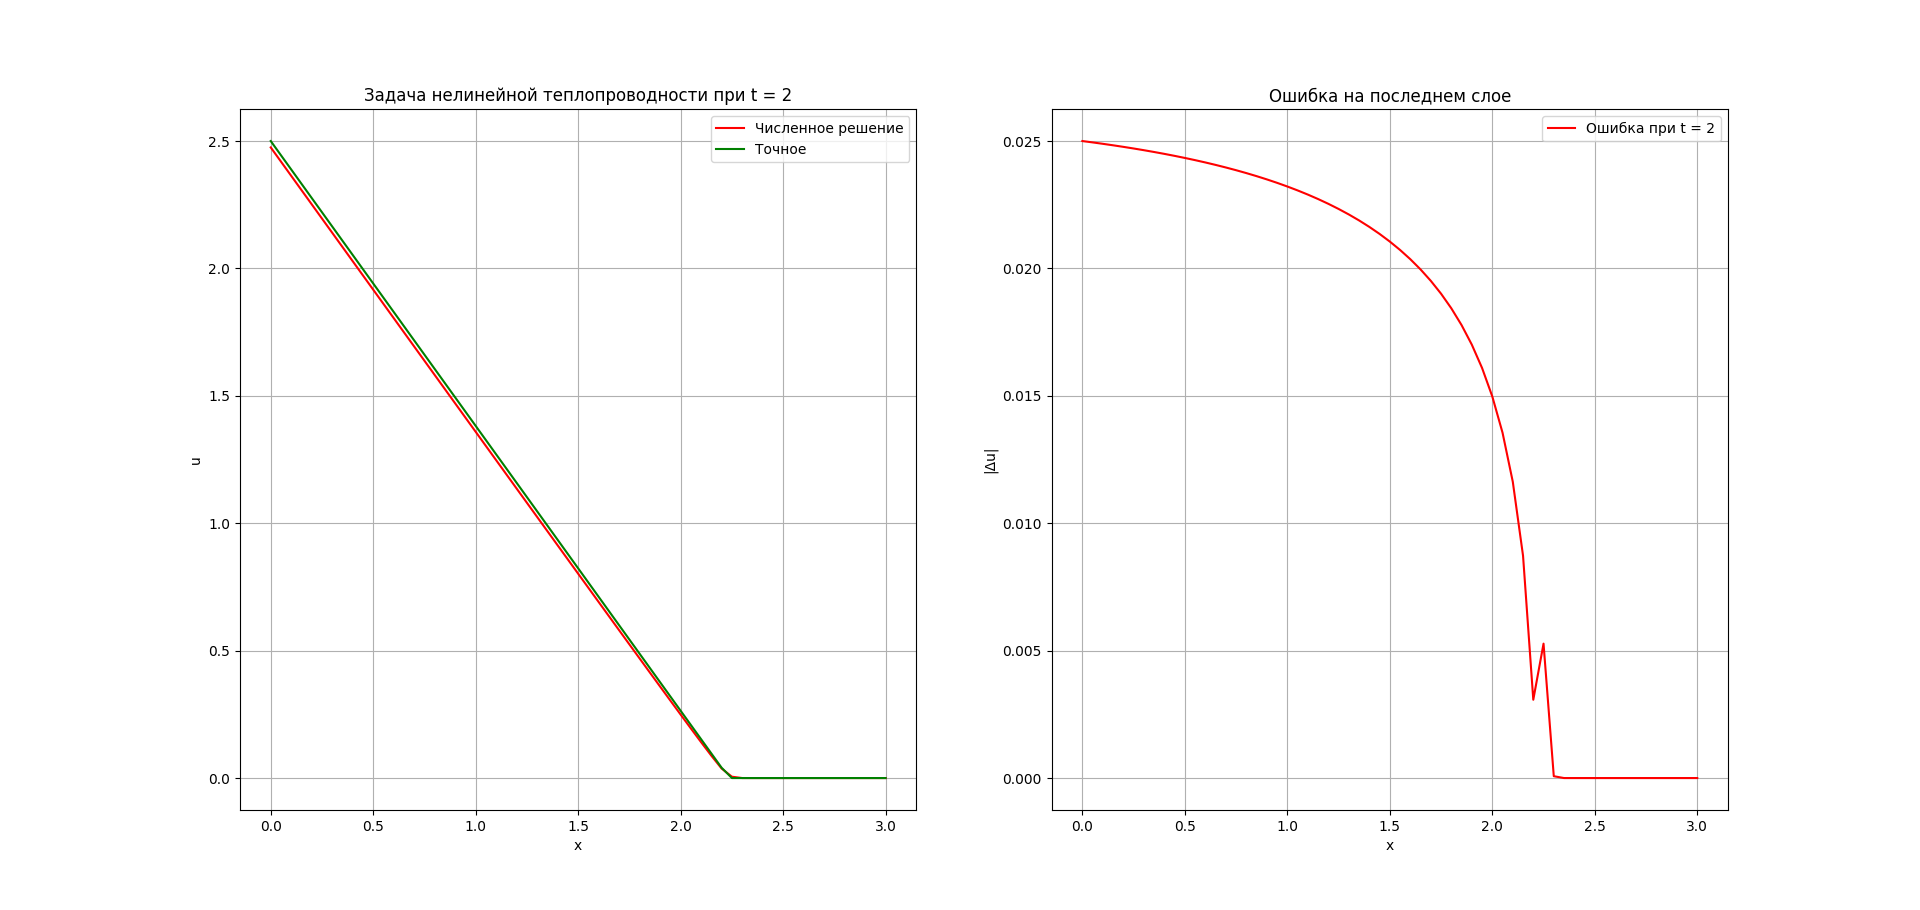 Задача нелинейной теплопроводности при t = 2
Численное решение
Точное
2.5
2.0
1.5
1.0
0.5
0.0
u
0.0 0.5 1.0 1.5 2.0 2.5 3.0
x
Ошибка на последнем слое
Ошибка при t = 2
0.025
0.020
0.015
0.010
0.005
0.000
|Δu|
0.0 0.5 1.0 1.5 2.0 2.5 3.0
x